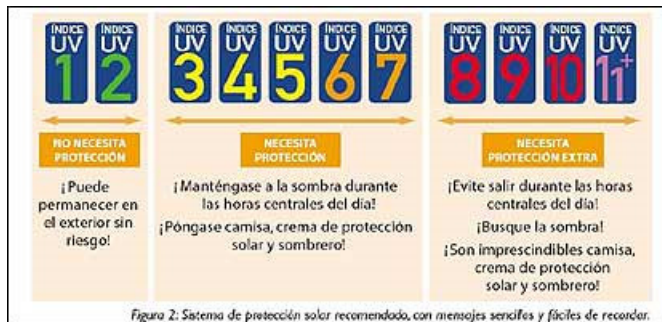 ÍNDICE UV 1
ÍNDICE UV 2
ÍNDICE UV 3
ÍNDICE UV 4
ÍNDICE UV 5
ÍNDICE UV 6
ÍNDICE UV 7
ÍNDICE UV 8
ÍNDICE UV 9
ÍNDICE UV 10
ÍNDICE UV 11+
NO NECESITA
PROTECCIÓN
¡Puede
permanecer en
el exterior sin
riesgo!
NECESITA
PROTECCIÓN
¡Manténgase a la sombra durante
las horas centrales del día!
¡Póngase camisa, crema de protección
solar y sombrero!
NECESITA
PROTECCIÓN EXTRA
¡Evite salir durante las horas
centrales del día!
¡Busque la sombra!
¡Son imprescindibles camisa,
crema de protección
solar y sombrero!
Figura 2: Sistema de protección solar recomendado, con mensajes sencillos y fáciles de recordar.